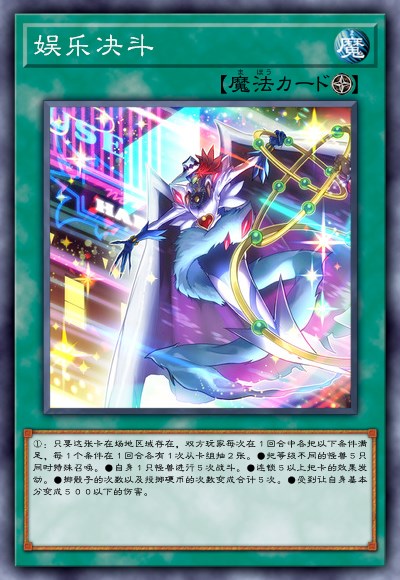 娱乐决斗
魔
【魔法カード】
ま ほう
①：只要这张卡在场地区域存在，双方玩家每次在1回合中各把以下条件满
足，每1个条件在1回合各有1次从卡组抽2张。●把等级不同的怪兽5只
同时特殊召唤。●自身1只怪兽进行5次战斗。●连锁5以上把卡的效果发
动。●掷骰子的次数以及投掷硬币的次数变成合计5次。●受到让自身基本
分变成500以下的伤害。